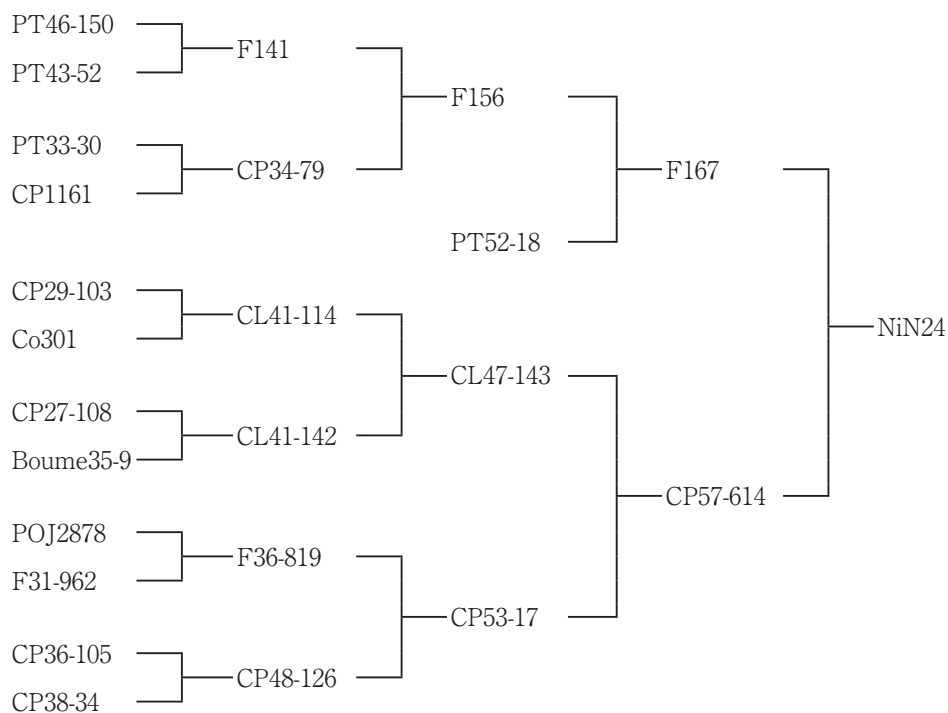 PT46-150
F141
PT43-52
F156
PT33-30
CP34-79
CP1161
F167
PT52-18
CP29-103
CL41-114
Co301
NiN24
CL47-143
CP27-108
CL41-142
Boume35-9
CP57-614
POJ2878
F36-819
F31-962
CP53-17
CP36-105
CP48-126
CP38-34